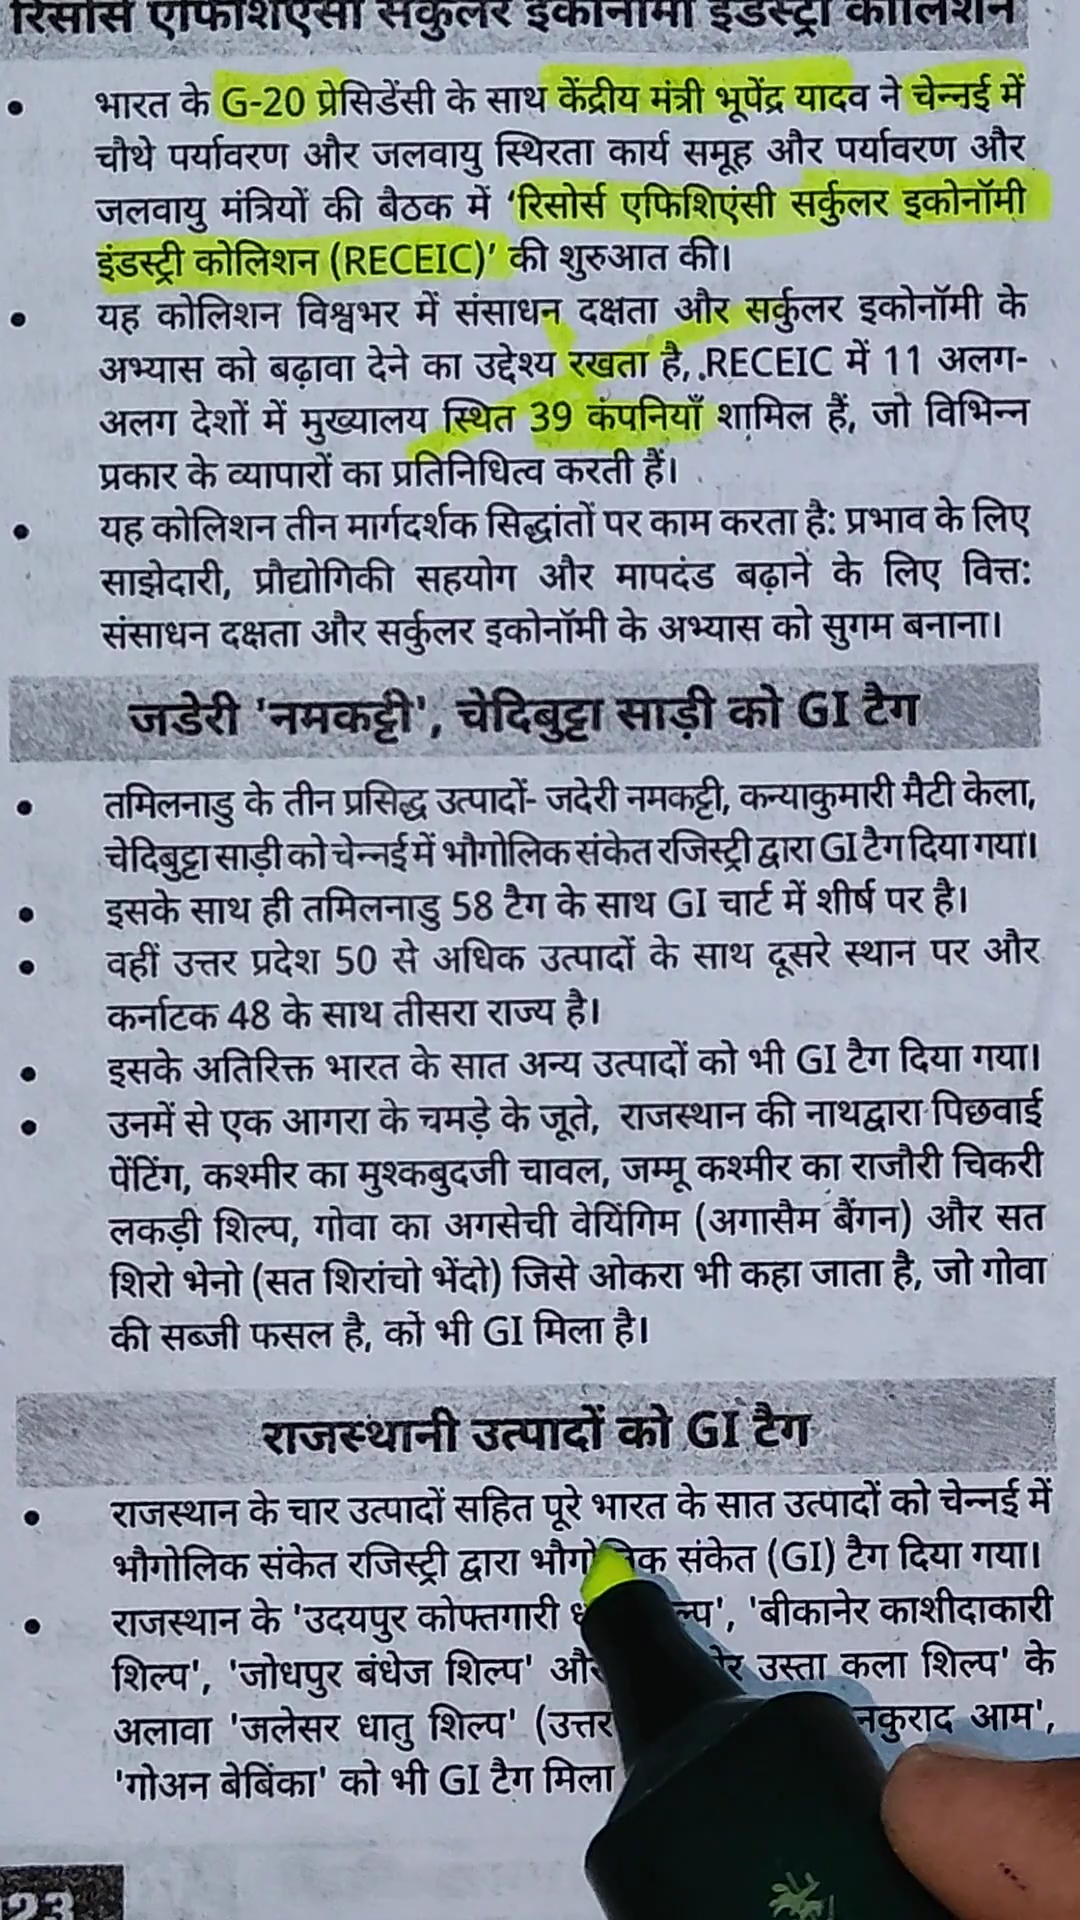 रिसोर्स एफिशिएंसी सर्कुलर इकोनॉमी इंडस्ट्री कोलिशन
• भारत के G-20 प्रेसिडेंसी के साथ केंद्रीय मंत्री भूपेंद्र यादव ने चेन्नई में
चौथे पर्यावरण और जलवायु स्थिरता कार्य समूह और पर्यावरण और
जलवायु मंत्रियों की बैठक में ‘रिसोर्स एफिशिएंसी सर्कुलर इकोनॉमी
इंडस्ट्री कोलिशन (RECEIC)’ की शुरुआत की।
• यह कोलिशन विश्वभर में संसाधन दक्षता और सर्कुलर इकोनॉमी के
अभ्यास को बढ़ावा देने का उद्देश्य रखता है, .RECEIC में 11 अलग-
अलग देशों में मुख्यालय स्थित 39 कंपनियाँ शामिल हैं, जो विभिन्न
प्रकार के व्यापारों का प्रतिनिधित्व करती हैं।
• यह कोलिशन तीन मार्गदर्शक सिद्धांतों पर काम करता है: प्रभाव के लिए
साझेदारी, प्रौद्योगिकी सहयोग और मापदंड बढ़ाने के लिए वित्त:
संसाधन दक्षता और सर्कुलर इकोनॉमी के अभ्यास को सुगम बनाना।
जडेरी 'नमकट्टी', चेदिबुट्टा साड़ी को GI टैग
• तमिलनाडु के तीन प्रसिद्ध उत्पादों- जदेरी नमकट्टी, कन्याकुमारी मैटी केला,
चेदिबुट्टा साड़ी को चेन्नई में भौगोलिक संकेत रजिस्ट्री द्वारा GI टैग दिया गया।
• इसके साथ ही तमिलनाडु 58 टैग के साथ GI चार्ट में शीर्ष पर है।
• वहीं उत्तर प्रदेश 50 से अधिक उत्पादों के साथ दूसरे स्थान पर और
कर्नाटक 48 के साथ तीसरा राज्य है।
• इसके अतिरिक्त भारत के सात अन्य उत्पादों को भी GI टैग दिया गया।
• उनमें से एक आगरा के चमड़े के जूते, राजस्थान की नाथद्वारा पिछवाई
पेंटिंग, कश्मीर का मुश्कबुदजी चावल, जम्मू कश्मीर का राजौरी चिकरी
लकड़ी शिल्प, गोवा का अगसेची वेयिंगिम (अगासैम बैंगन) और सत
शिरो भेनो (सत शिरांचो भेंदो) जिसे ओकरा भी कहा जाता है, जो गोवा
की सब्जी फसल है, को भी GI मिला है।
राजस्थानी उत्पादों को GI टैग
• राजस्थान के चार उत्पादों सहित पूरे भारत के सात उत्पादों को चेन्नई में
भौगोलिक संकेत रजिस्ट्री द्वारा संकेत (GI) टैग दिया गया।
• राजस्थान के 'उदयपुर कोफ्तगारी 'बीकानेर काशीदाकारी
शिल्प', 'जोधपुर बंधेज शिल्प' उस्ता कला शिल्प' के
अलावा 'जलेसर धातु शिल्प' (उत्तर आम',
'गोअन बेबिंका' को भी GI टैग मिला
23